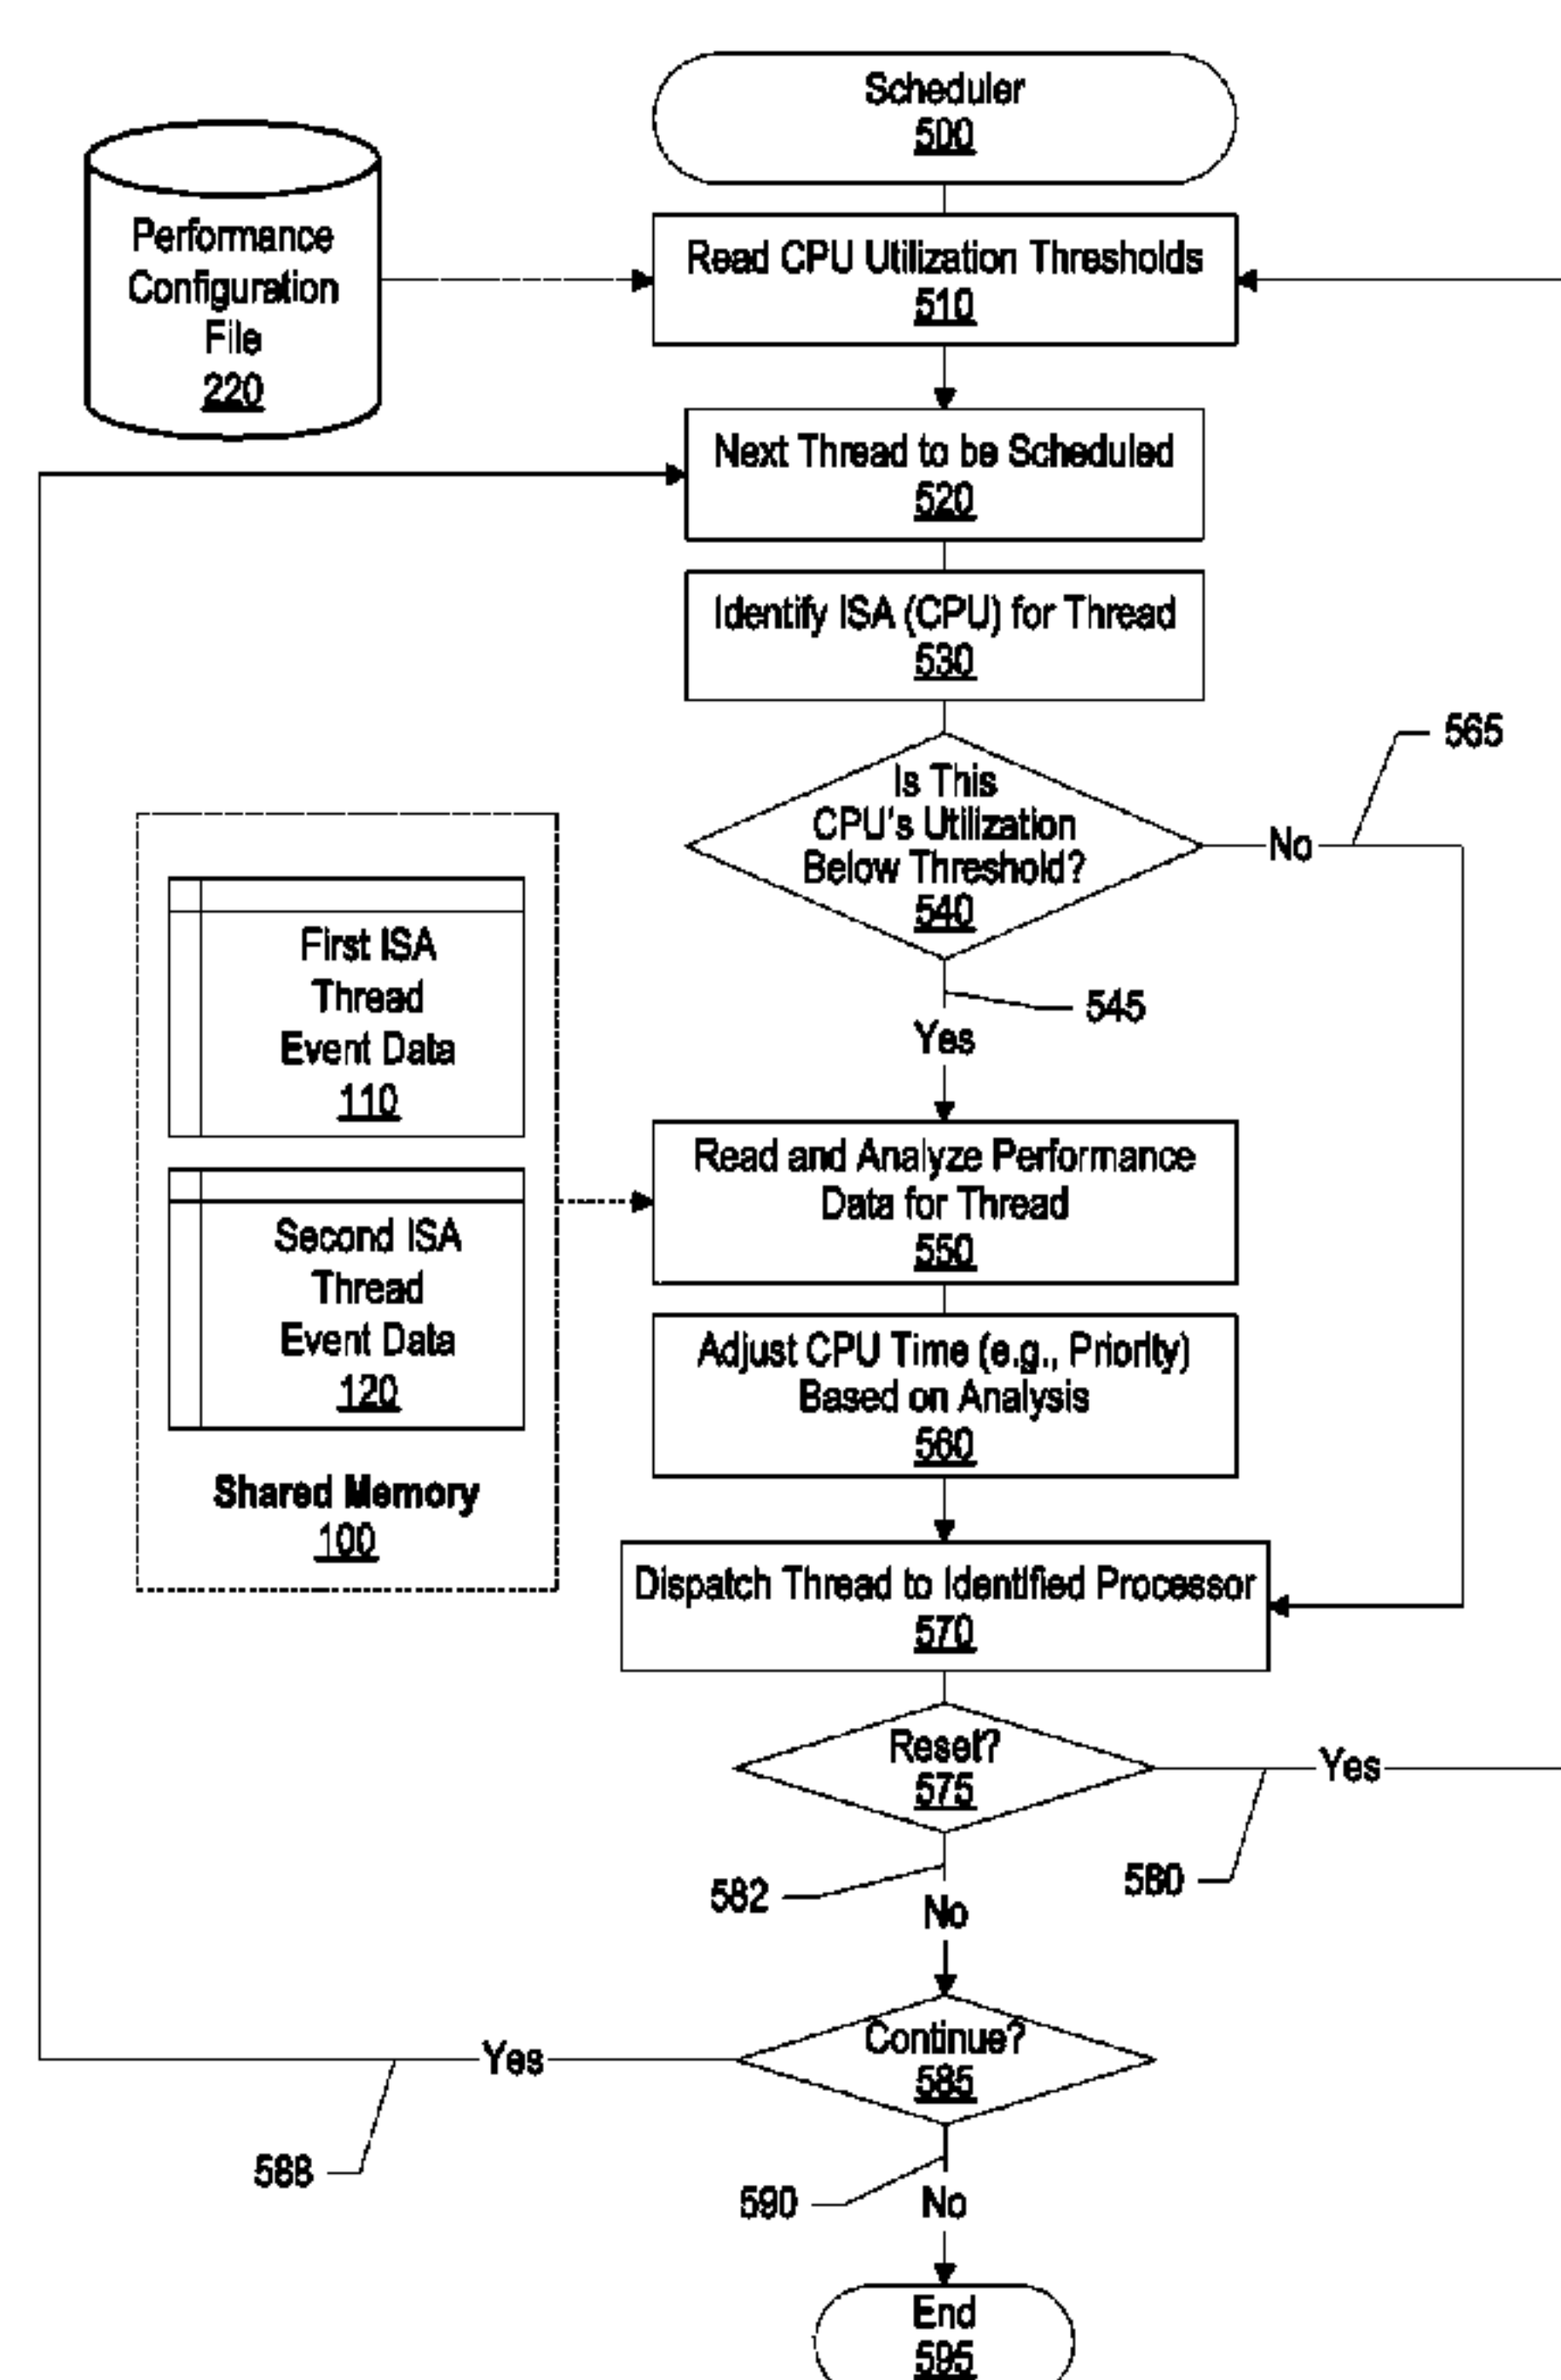 Scheduler
500
Performance
Configuration
File
220
Read CPU Utilization Thresholds
510
Next Thread to be Scheduled
520
Identify ISA (CPU) for Thread
530
565
Is This
CPU's Utilization
Below Threshold?
540
No
545
Yes
First ISA
Thread
Event Data
110
Second ISA
Thread
Event Data
120
Shared Memory
100
Read and Analyze Performance
Data for Thread
550
Adjust CPU Time (e.g., Priority)
Based on Analysis
560
Dispatch Thread to Identified Processor
570
Reset?
575
Yes
580
582
No
Continue?
585
Yes
588
590
No
End
595